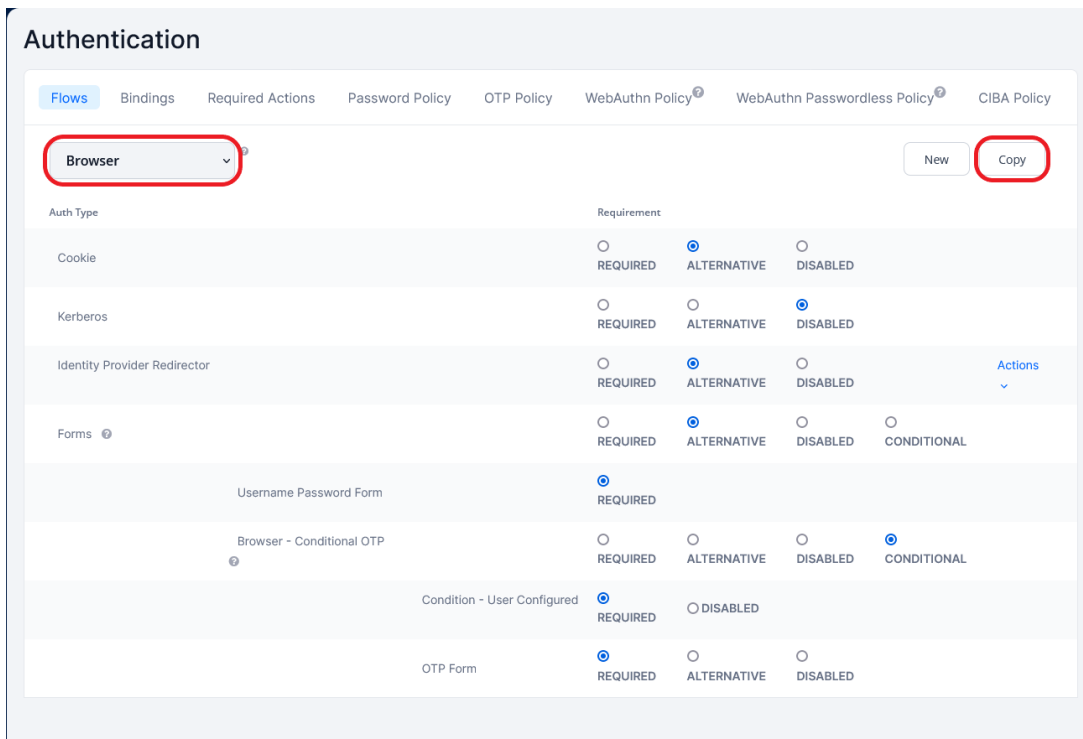 Authentication
Flows Bindings Required Actions Password Policy OTP Policy WebAuthn Policy WebAuthn Passwordless Policy CIBA Policy
Browser New Copy
Auth Type Requirement
Cookie REQUIRED ALTERNATIVE DISABLED
Kerberos REQUIRED ALTERNATIVE DISABLED
Identity Provider Redirector REQUIRED ALTERNATIVE DISABLED Actions
Forms REQUIRED ALTERNATIVE DISABLED CONDITIONAL
Username Password Form REQUIRED
Browser - Conditional OTP REQUIRED ALTERNATIVE DISABLED CONDITIONAL
Condition - User Configured REQUIRED DISABLED
OTP Form REQUIRED ALTERNATIVE DISABLED